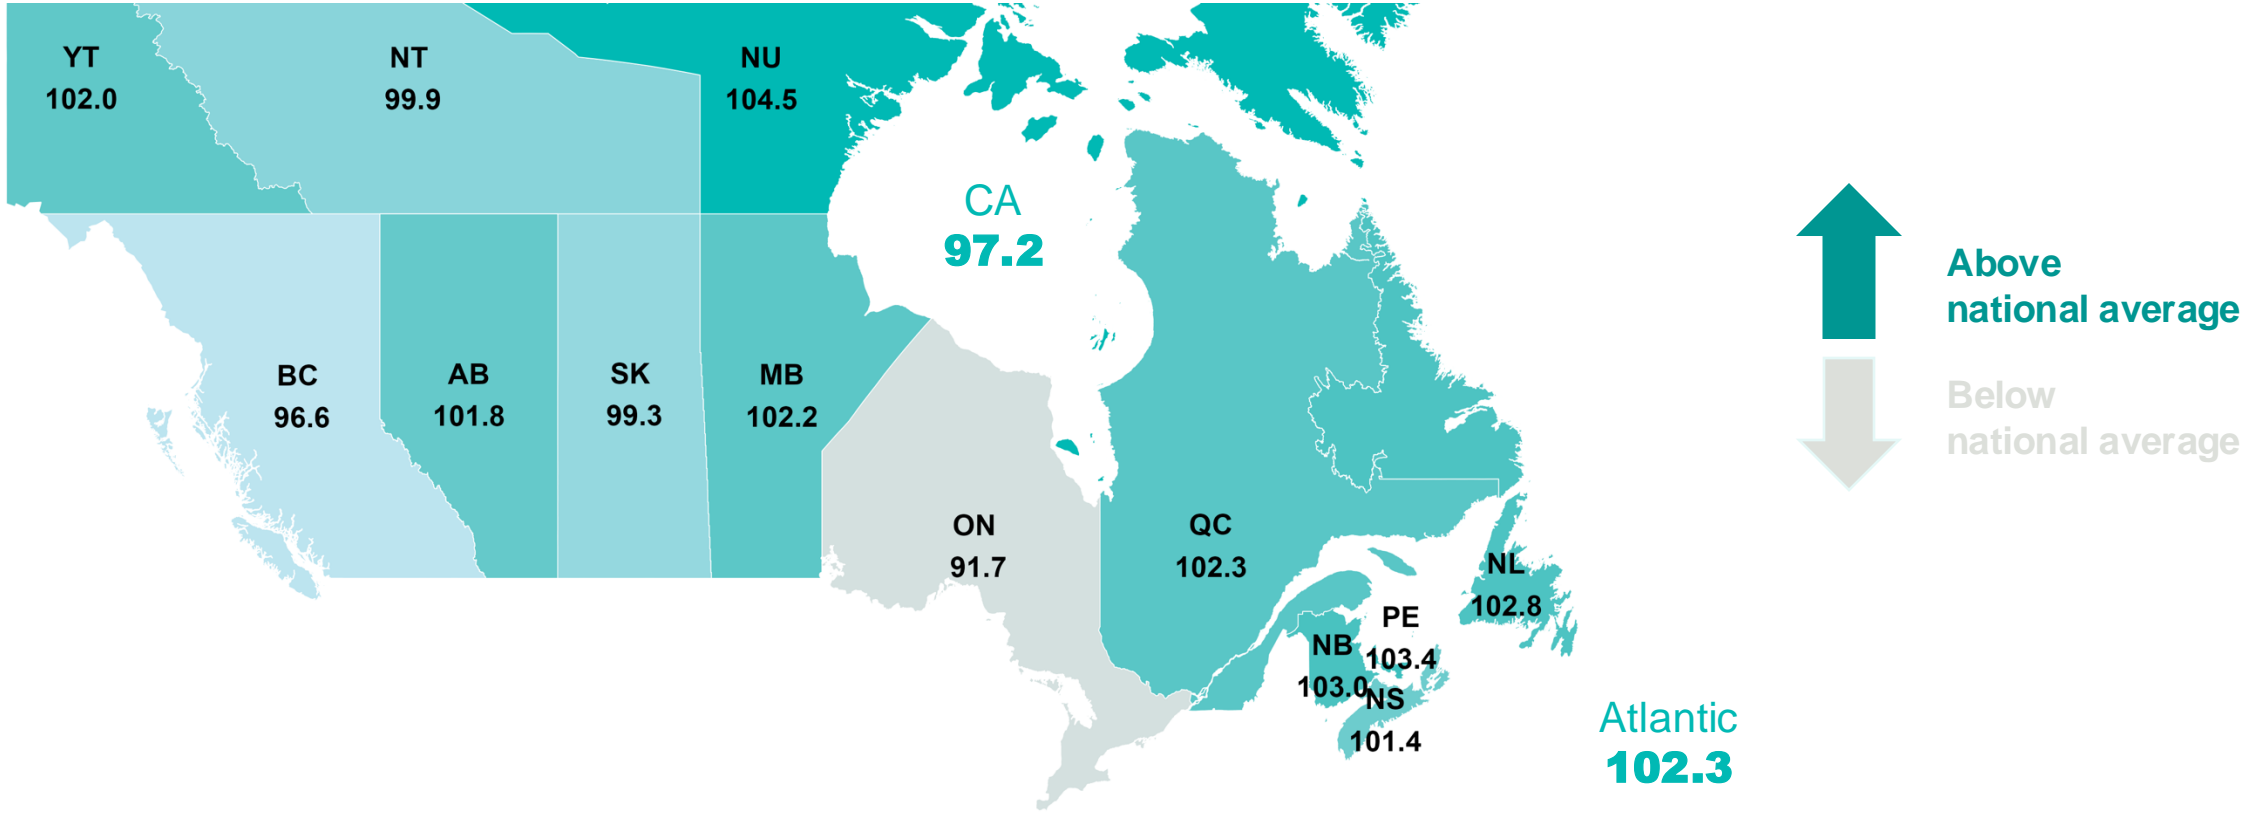 YT
102.0
NT
99.9
NU
104.5
CA
97.2
Above
national average
Below
national average
BC
96.6
AB
101.8
SK
99.3
MB
102.2
ON
91.7
QC
102.3
NL
102.8
PE
103.4
NB
103.0
NS
101.4
Atlantic
102.3